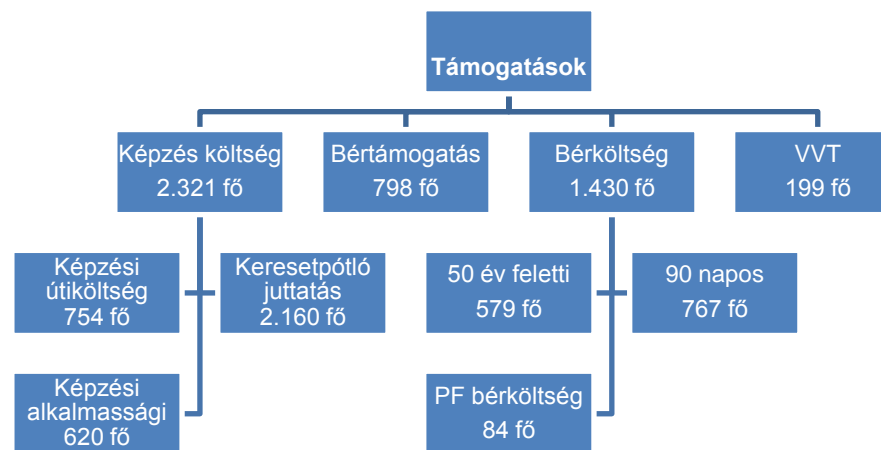 Támogatások
Képzés költség
2.321 fő
Bértámogatás
798 fő
Bérköltség
1.430 fő
VVT
199 fő
Képzési
útiköltség
754 fő
Keresetpótló
juttatás
2.160 fő
50 év feletti
579 fő
90 napos
767 fő
Képzési
alkalmassági
620 fő
PF bérköltség
84 fő